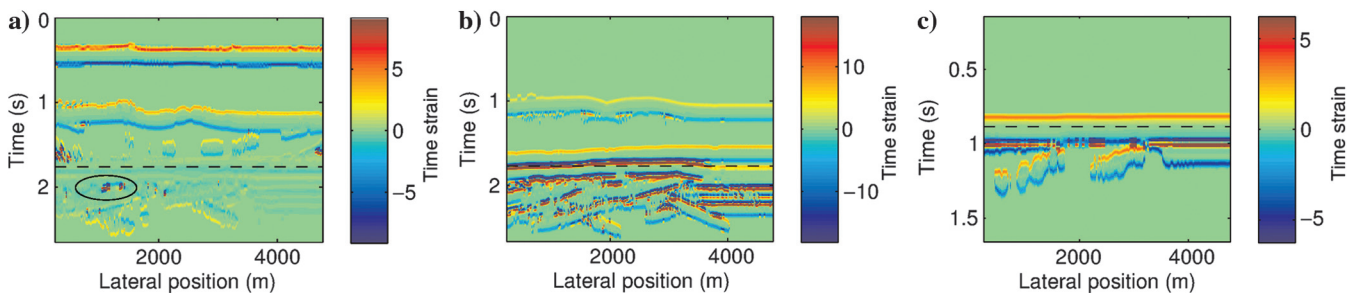 a)
0
1
2
Time (s)
2000 4000
Lateral position (m)
5
0
−5
Time strain
b)
0
1
2
Time (s)
2000 4000
Lateral position (m)
10
0
−10
Time strain
c)
0.5
1
1.5
Time (s)
2000 4000
Lateral position (m)
5
0
−5
Time strain